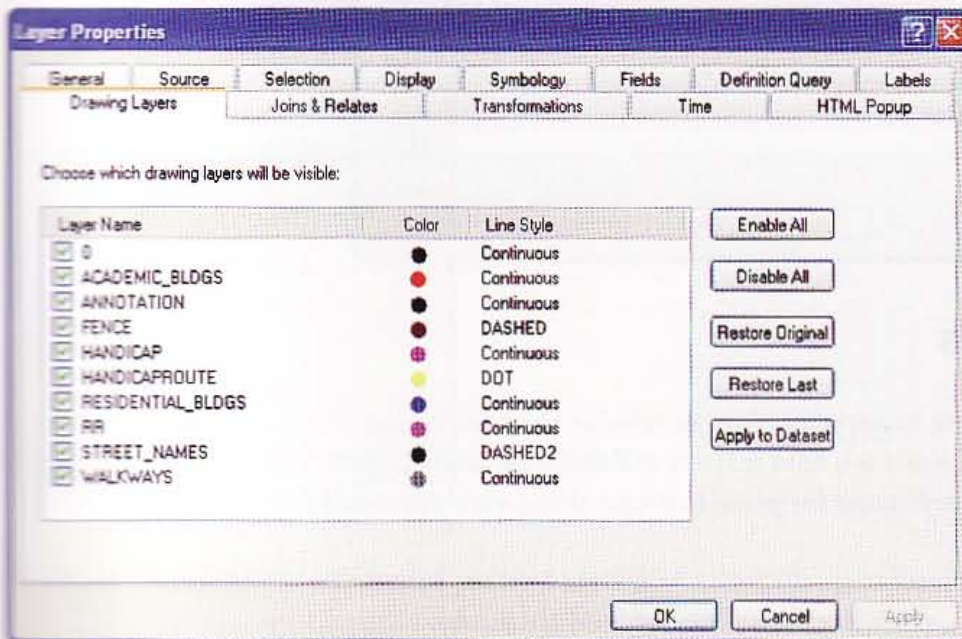 Layer Properties
General Source Selection Display Symbology Fields Definition Query Labels
Drawing Layers Joins & Relates Transformations Time HTML Popup
Choose which drawing layers will be visible:
Layer Name Color Line Style
0 Continuous
ACADEMIC_BLDGS Continuous
ANNOTATION Continuous
FENCE DASHED
HANDICAP Continuous
HANDICAPROUTE DOT
RESIDENTIAL_BLDGS Continuous
RR Continuous
STREET_NAMES DASHED2
WALKWAYS Continuous
Enable All
Disable All
Restore Original
Restore Last
Apply to Dataset
OK Cancel Apply